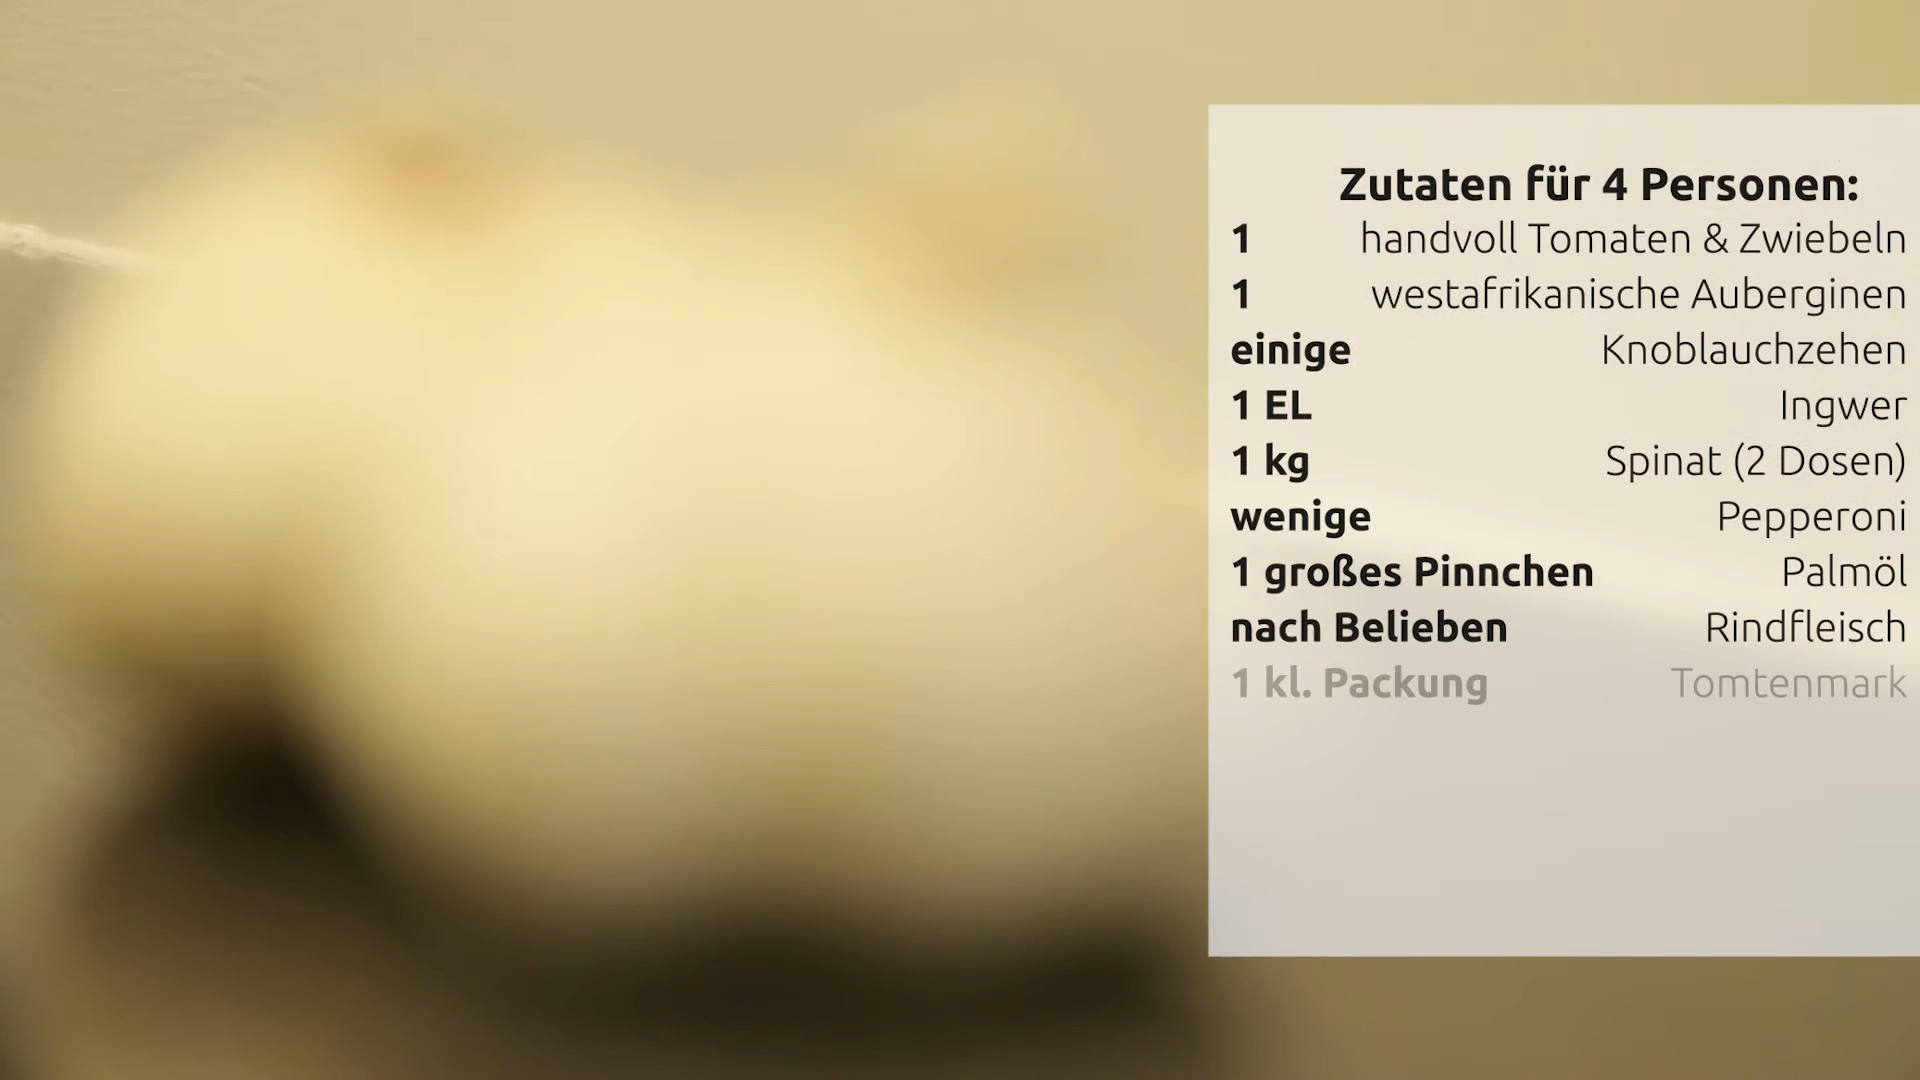 Zutaten für 4 Personen:
1 handvoll Tomaten & Zwiebeln
1 westafrikanische Auberginen
einige Knoblauchzehen
1 EL Ingwer
1 kg Spinat (2 Dosen)
wenige Pepperoni
1 großes Pinnchen Palmöl
nach Belieben Rindfleisch
1 kl. Packung Tomtenmark